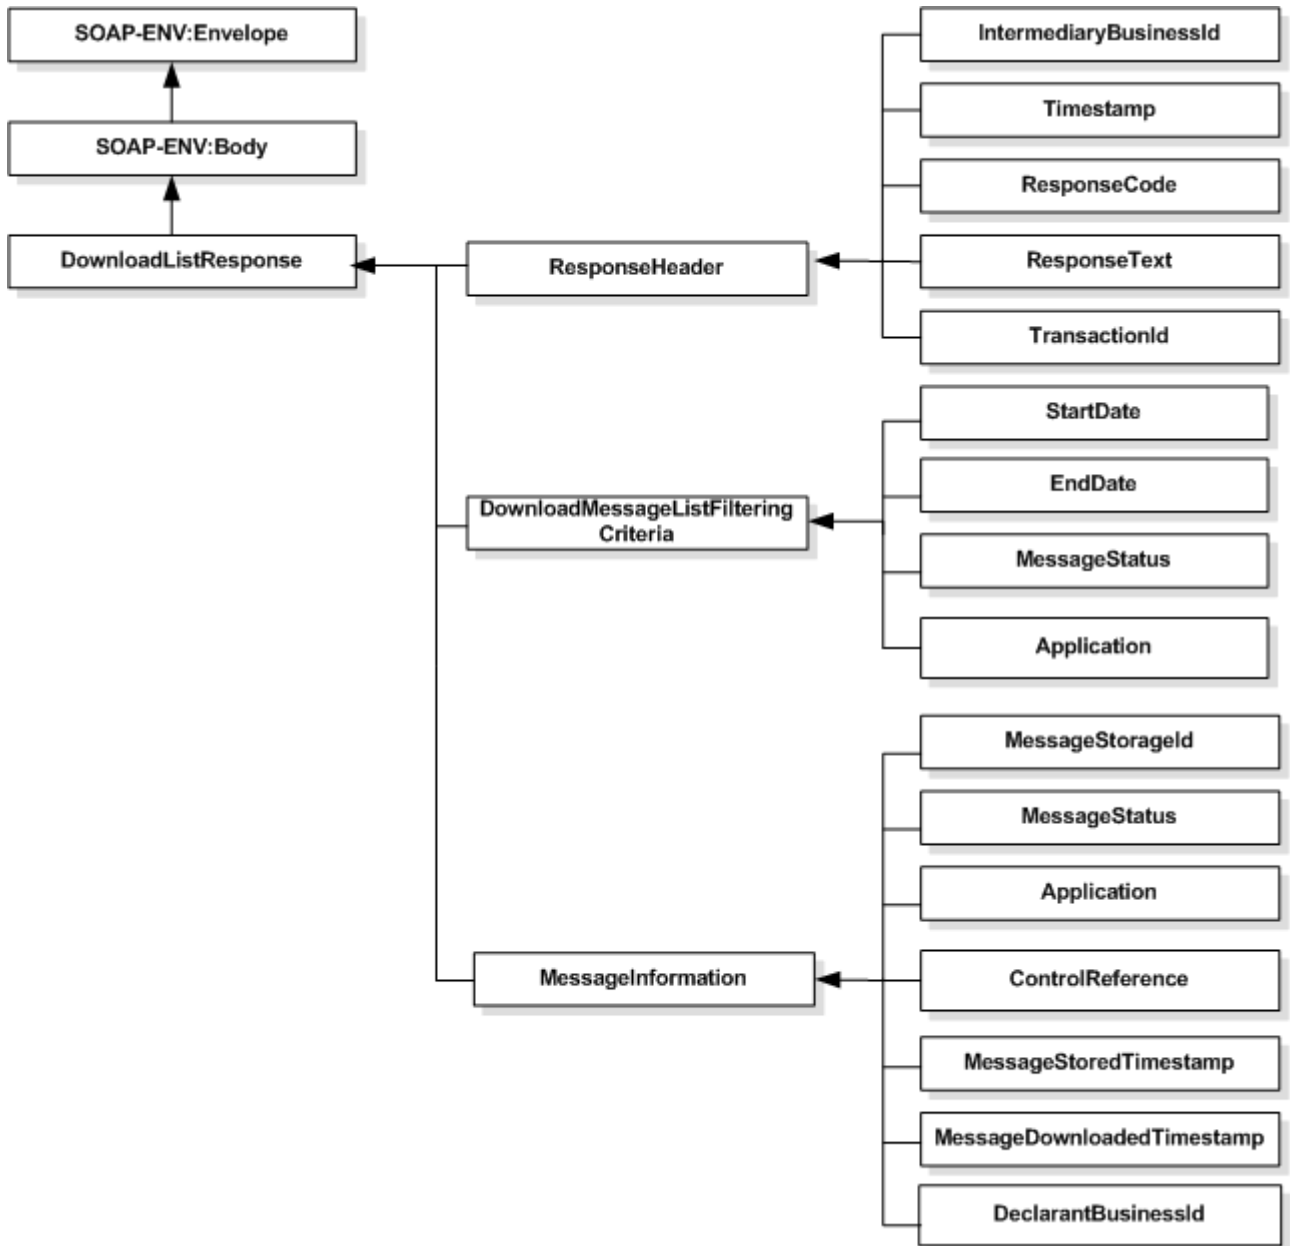 SOAP-ENV:Envelope
SOAP-ENV:Body
DownloadListResponse
ResponseHeader
IntermediaryBusinessId
Timestamp
ResponseCode
ResponseText
TransactionId
DownloadMessageListFiltering
Criteria
StartDate
EndDate
MessageStatus
Application
MessageInformation
MessageStorageId
MessageStatus
Application
ControlReference
MessageStoredTimestamp
MessageDownloadedTimestamp
DeclarantBusinessId